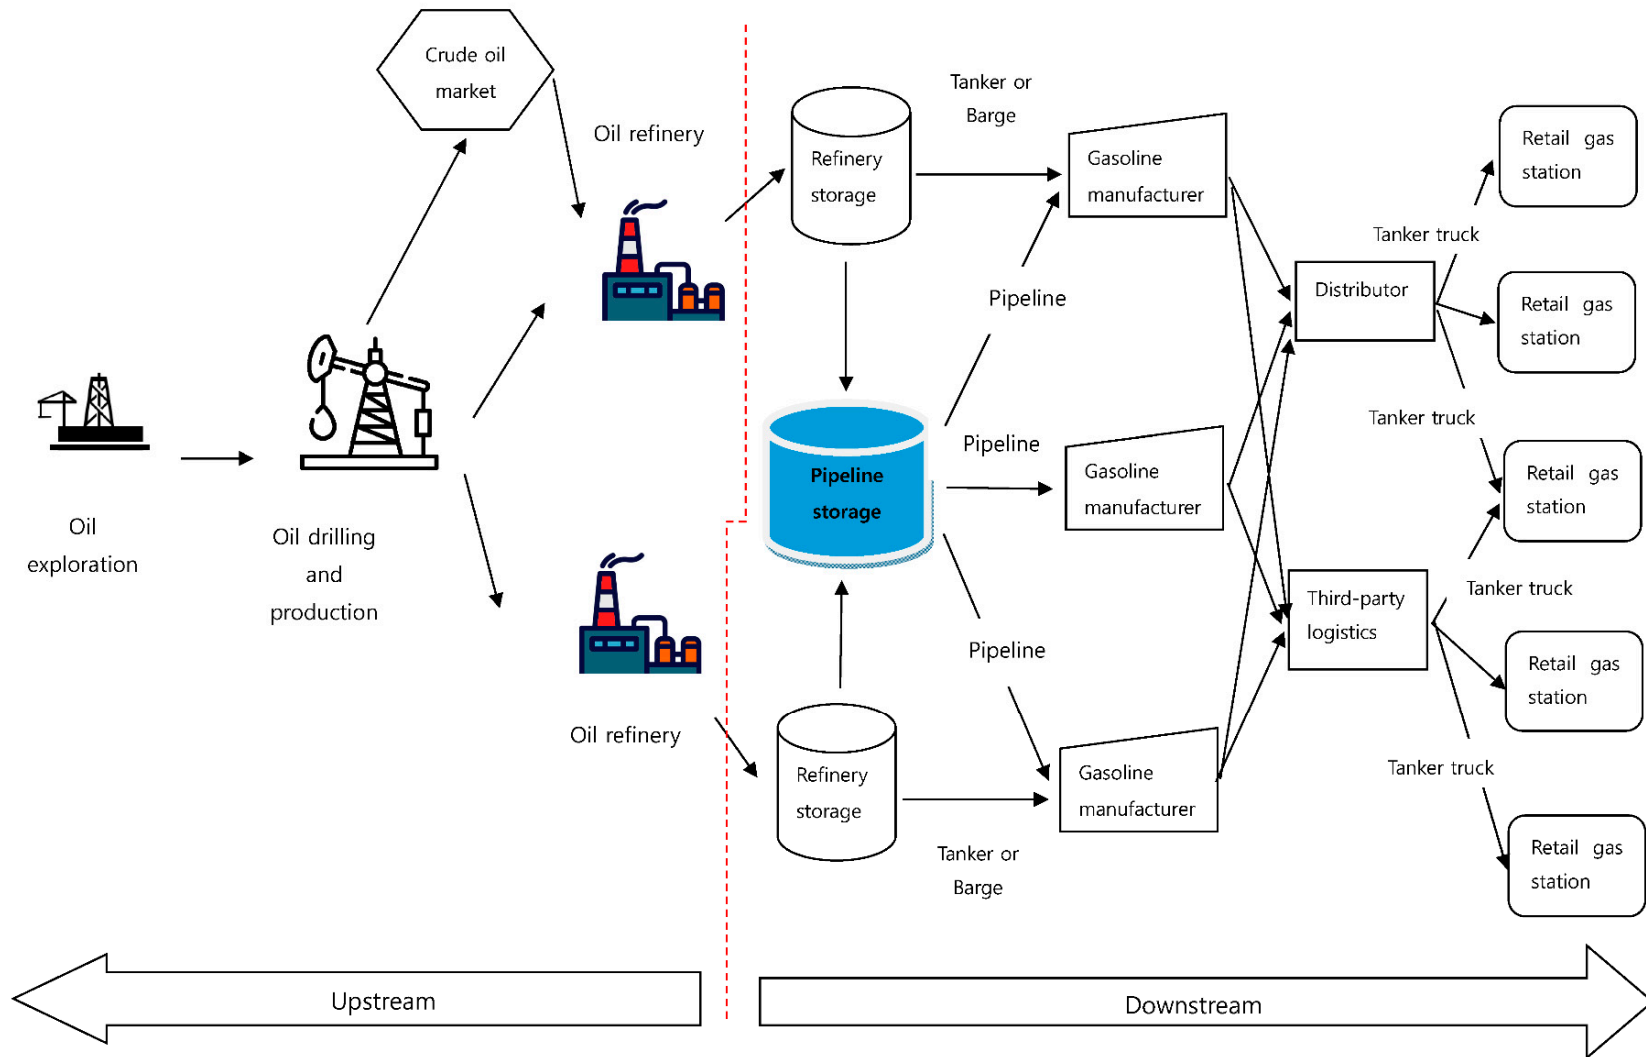 Crude oil
market
Oil refinery
Oil
exploration
Oil drilling
and
production
Oil refinery
Refinery
storage
Tanker or
Barge
Pipeline
Pipeline
storage
Pipeline
Pipeline
Refinery
storage
Tanker or
Barge
Gasoline
manufacturer
Gasoline
manufacturer
Gasoline
manufacturer
Distributor
Third-party
logistics
Tanker truck
Tanker truck
Tanker truck
Tanker truck
Retail gas
station
Retail gas
station
Retail gas
station
Retail gas
station
Retail gas
station
Upstream
Downstream